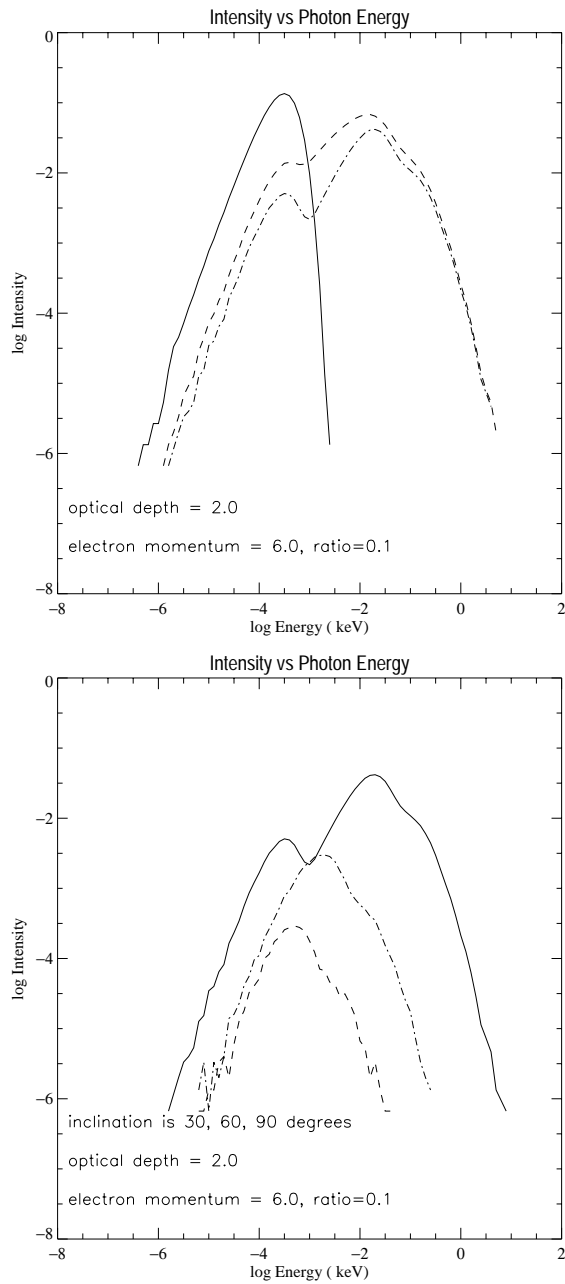 Intensity vs Photon Energy
0
−2
−4
−6
−8
log Intensity
optical depth = 2.0
electron momentum = 6.0, ratio=0.1
−8 −6 −4 −2 0 2
log Energy ( keV)
Intensity vs Photon Energy
0
−2
−4
−6
−8
log Intensity
inclination is 30, 60, 90 degrees
optical depth = 2.0
electron momentum = 6.0, ratio=0.1
−8 −6 −4 −2 0 2
log Energy ( keV)